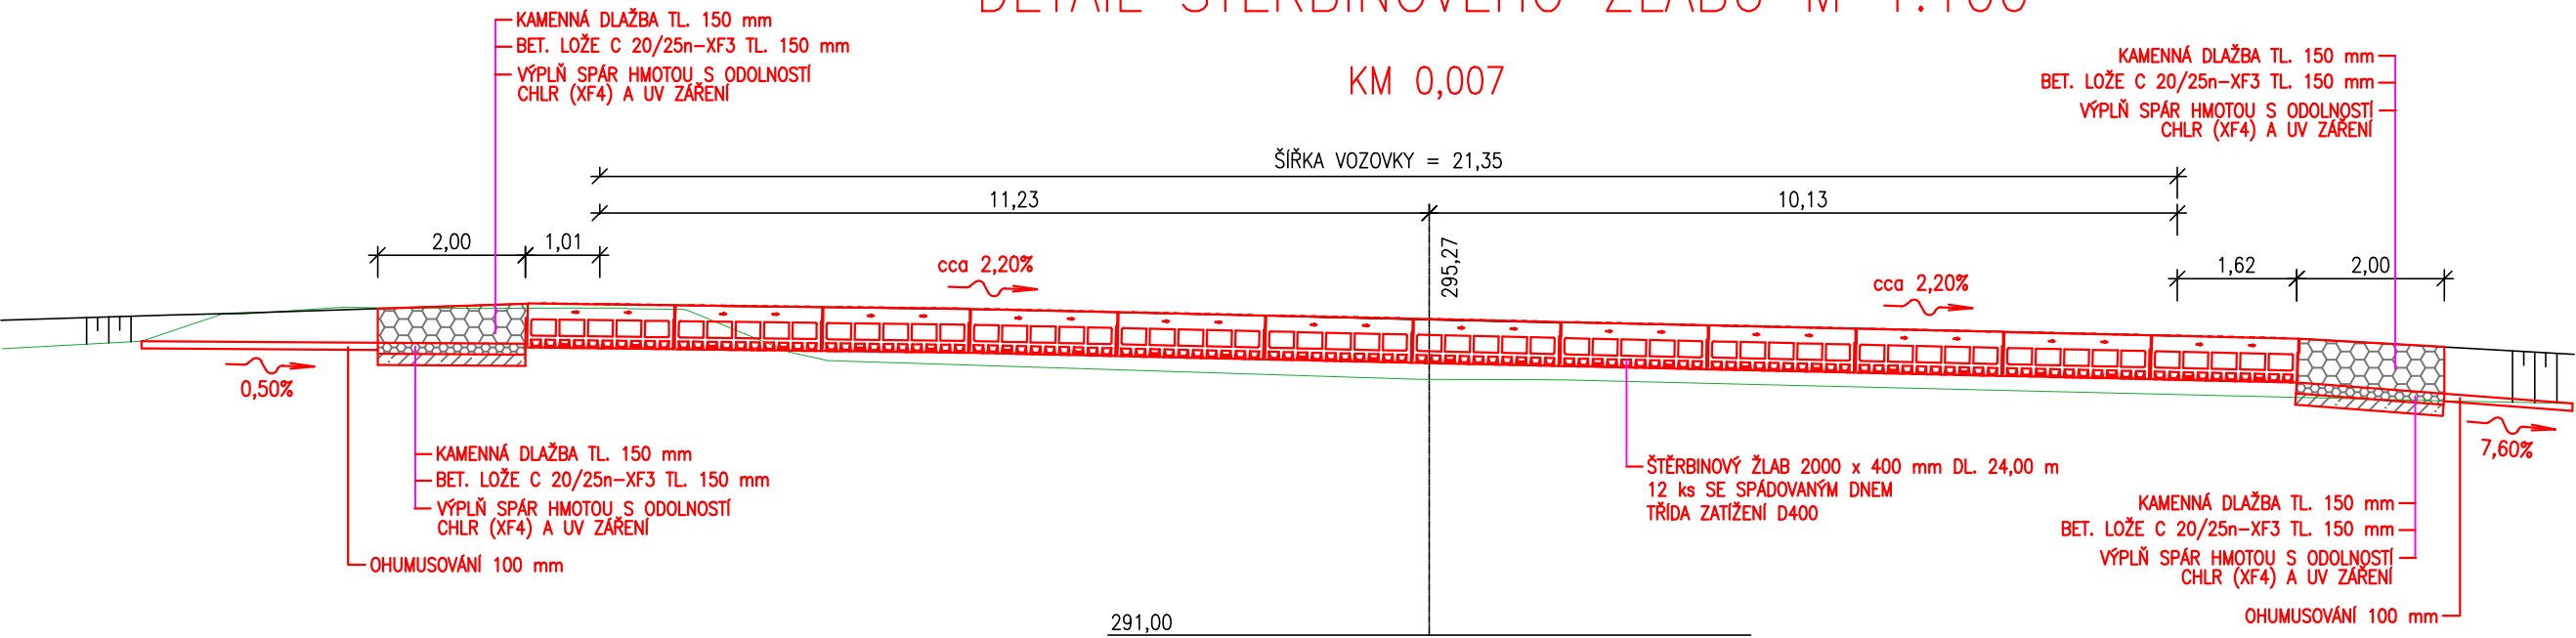 DETAIL ŠTĚRBINOVÉHO ŽLABU M 1:100
KM 0,007
KAMENNÁ DLAŽBA TL. 150 mm
BET. LOŽE C 20/25n-XF3 TL. 150 mm
VÝPLŇ SPÁR HMOTOU S ODOLNOSTÍ
CHLR (XF4) A UV ZÁŘENÍ
KAMENNÁ DLAŽBA TL. 150 mm
BET. LOŽE C 20/25n-XF3 TL. 150 mm
VÝPLŇ SPÁR HMOTOU S ODOLNOSTÍ
CHLR (XF4) A UV ZÁŘENÍ
ŠÍŘKA VOZOVKY = 21,35
11,23
10,13
2,00
1,01
295,27
1,62
2,00
cca 2,20%
cca 2,20%
0,50%
7,60%
KAMENNÁ DLAŽBA TL. 150 mm
BET. LOŽE C 20/25n-XF3 TL. 150 mm
VÝPLŇ SPÁR HMOTOU S ODOLNOSTÍ
CHLR (XF4) A UV ZÁŘENÍ
OHUMUSOVÁNÍ 100 mm
ŠTĚRBINOVÝ ŽLAB 2000 x 400 mm DL. 24,00 m
12 ks SE SPÁDOVANÝM DNEM
TŘÍDA ZATÍŽENÍ D400
KAMENNÁ DLAŽBA TL. 150 mm
BET. LOŽE C 20/25n-XF3 TL. 150 mm
VÝPLŇ SPÁR HMOTOU S ODOLNOSTÍ
CHLR (XF4) A UV ZÁŘENÍ
OHUMUSOVÁNÍ 100 mm
291,00